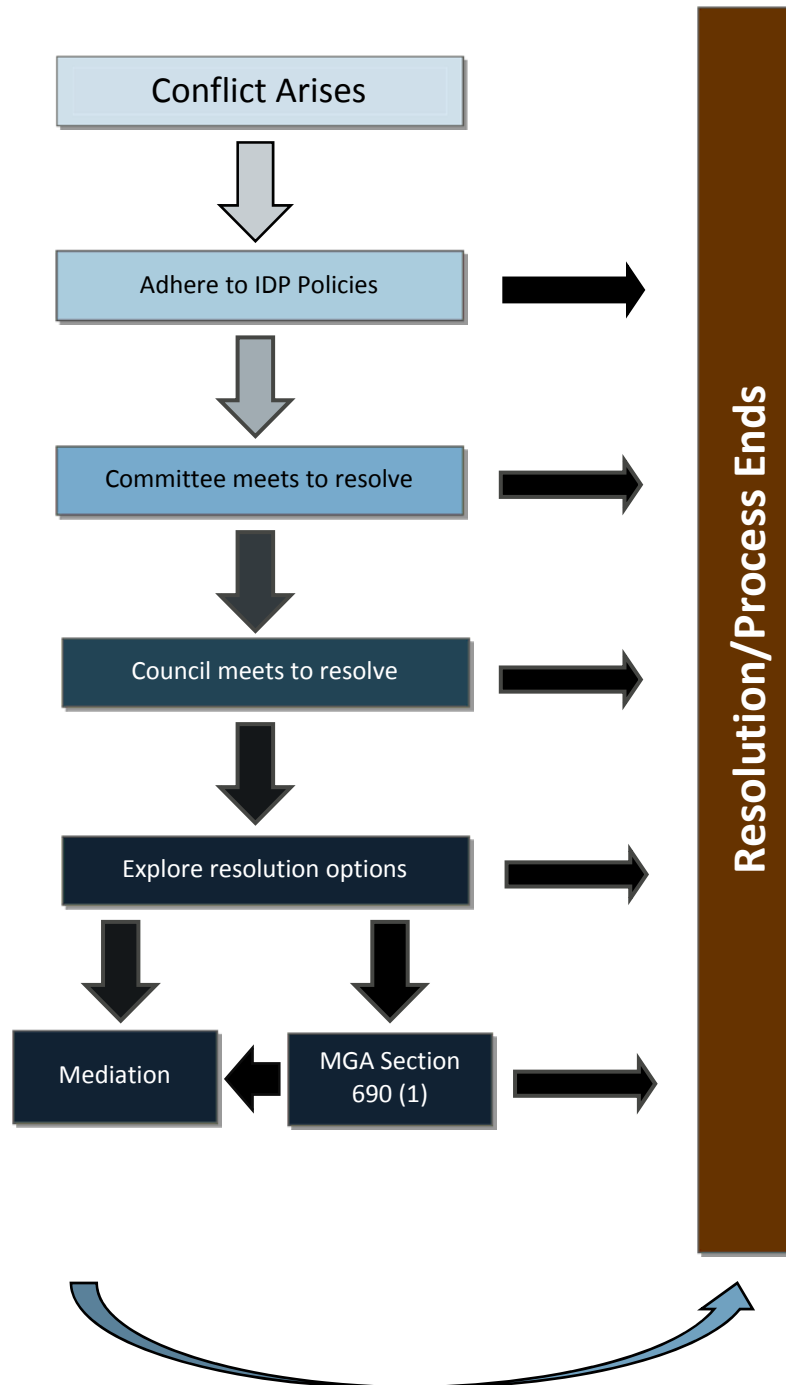 Conflict Arises
Adhere to IDP Policies
Committee meets to resolve
Council meets to resolve
Explore resolution options
Mediation
MGA Section
690 (1)
Resolution/Process Ends